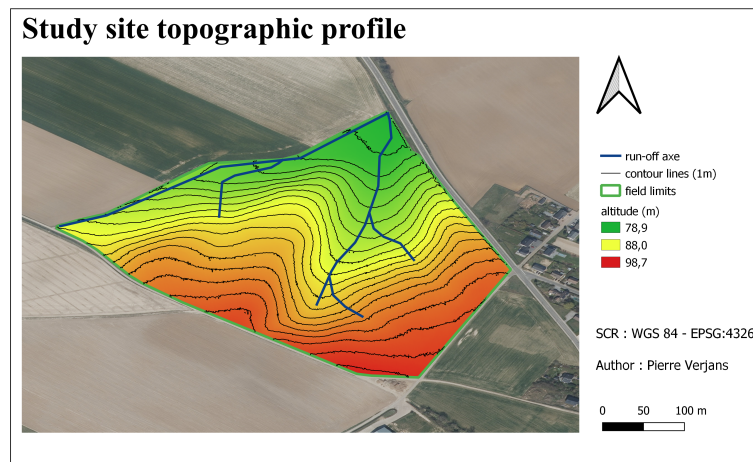 Study site topographic profile
run-off axe
contour lines (1m)
field limits
altitude (m)
78,9
88,0
98,7
SCR : WGS 84 - EPSG:4326
Author : Pierre Verjans
0 50 100 m